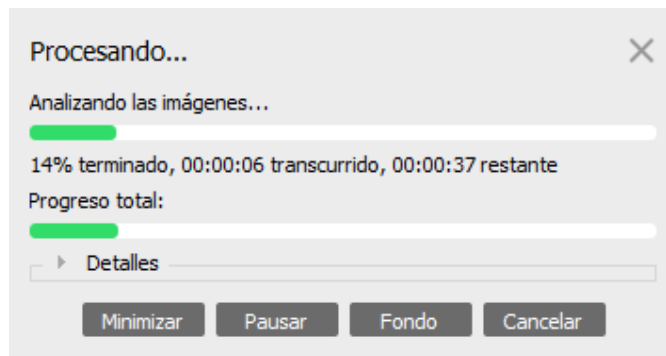 Procesando...
Analizando las imágenes...
14% terminado, 00:00:06 transcurrido, 00:00:37 restante
Progreso total:
Detalles
Minimizar Pausar Fondo Cancelar